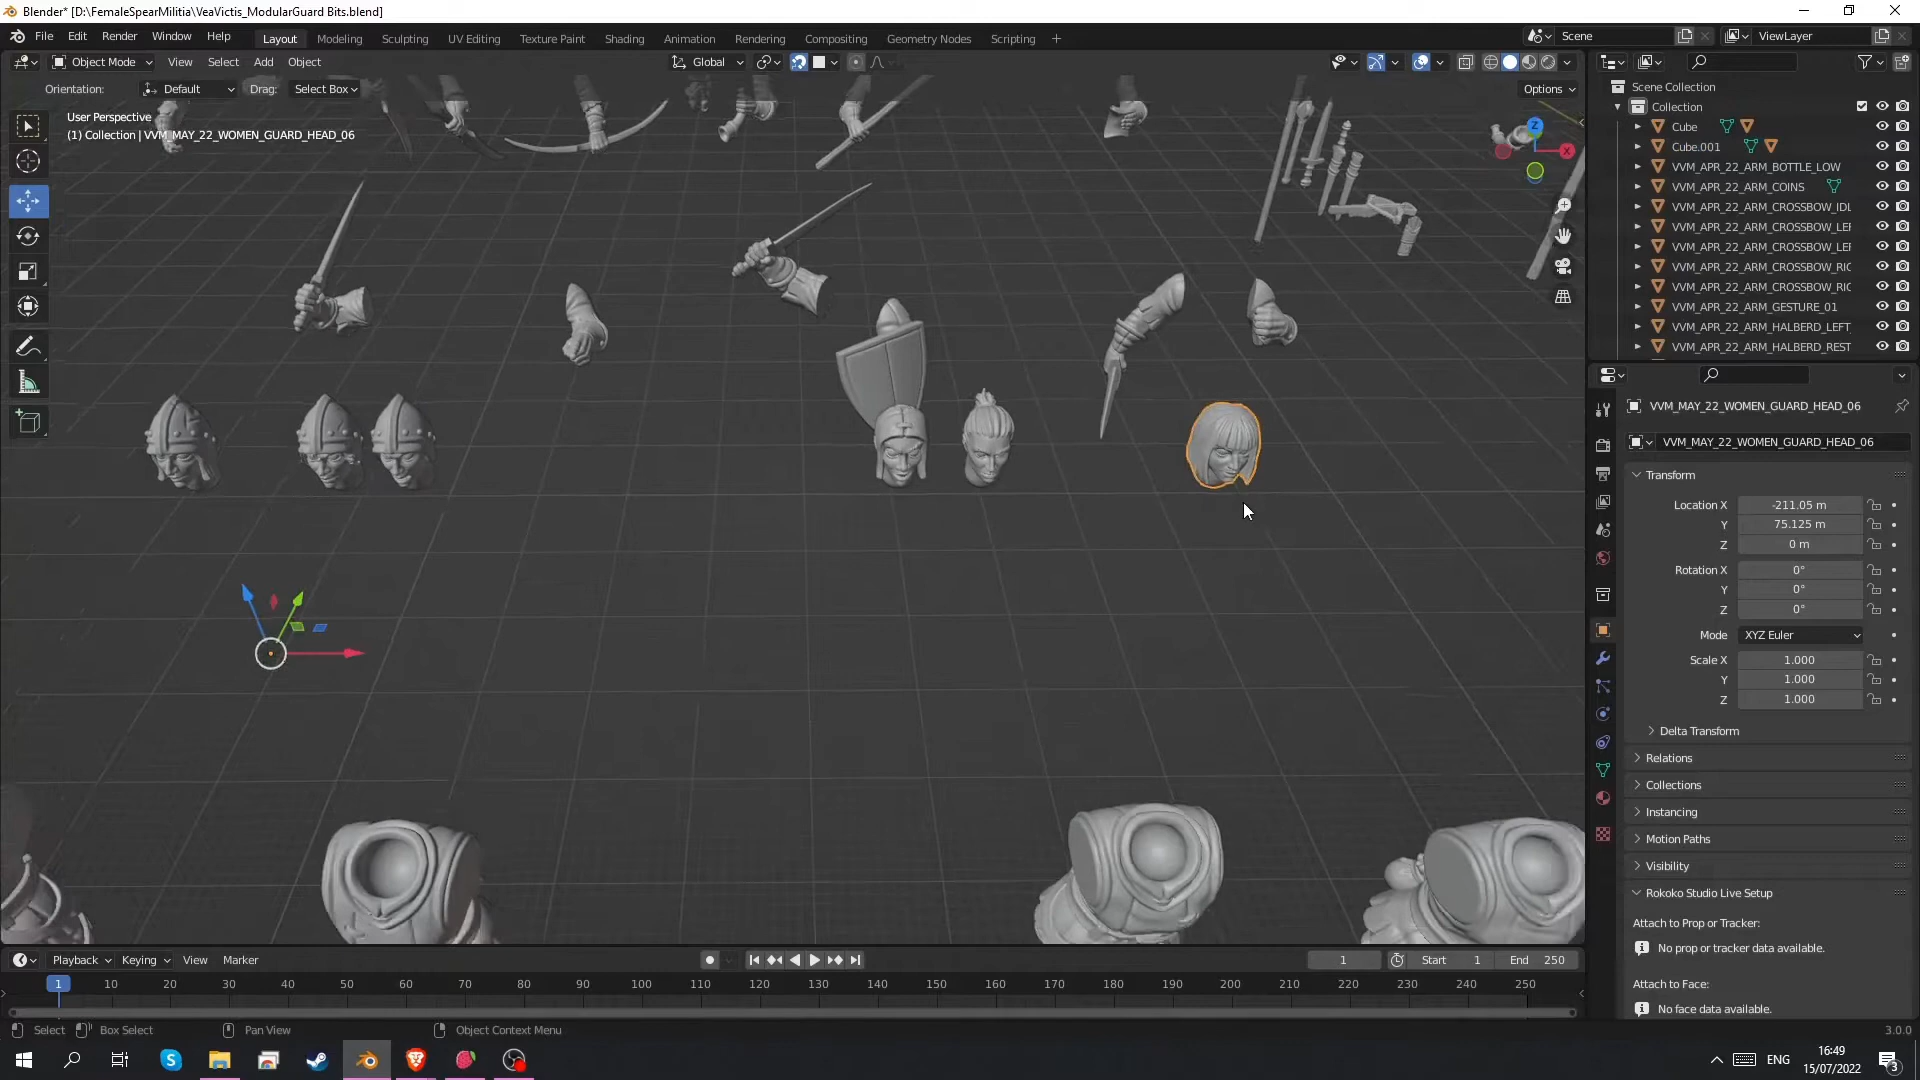 Blender* [D:\FemaleSpearMilitia\VeaVictis_ModularGuard Bits.blend]
File Edit Render Window Help
Layout Modeling Sculpting UV Editing Texture Paint Shading Animation Rendering Compositing Geometry Nodes Scripting +
Scene
ViewLayer
Object Mode View Select Add Object
Global
Orientation: Default Drag: Select Box
Options
User Perspective
(1) Collection | VVM_MAY_22_WOMEN_GUARD_HEAD_06
Z
X
Scene Collection
Collection
Cube
Cube.001
VVM_APR_22_ARM_BOTTLE_LOW
VVM_APR_22_ARM_COINS
VVM_APR_22_ARM_CROSSBOW_IDL
VVM_APR_22_ARM_CROSSBOW_LEF
VVM_APR_22_ARM_CROSSBOW_LEF
VVM_APR_22_ARM_CROSSBOW_RIG
VVM_APR_22_ARM_CROSSBOW_RIG
VVM_APR_22_ARM_GESTURE_01
VVM_APR_22_ARM_HALBERD_LEFT_
VVM_APR_22_ARM_HALBERD_REST
VVM_MAY_22_WOMEN_GUARD_HEAD_06
VVM_MAY_22_WOMEN_GUARD_HEAD_06
Transform
Location X -211.05 m
Y 75.125 m
Z 0 m
Rotation X 0°
Y 0°
Z 0°
Mode XYZ Euler
Scale X 1.000
Y 1.000
Z 1.000
Delta Transform
Relations
Collections
Instancing
Motion Paths
Visibility
Rokoko Studio Live Setup
Attach to Prop or Tracker:
No prop or tracker data available.
Attach to Face:
No face data available.
Playback Keying View Marker
1
Start 1 End 250
1 10 20 30 40 50 60 70 80 90 100 110 120 130 140 150 160 170 180 190 200 210 220 230 240 250
Select Box Select Pan View Object Context Menu
3.0.0
ENG
16:49
15/07/2022
3